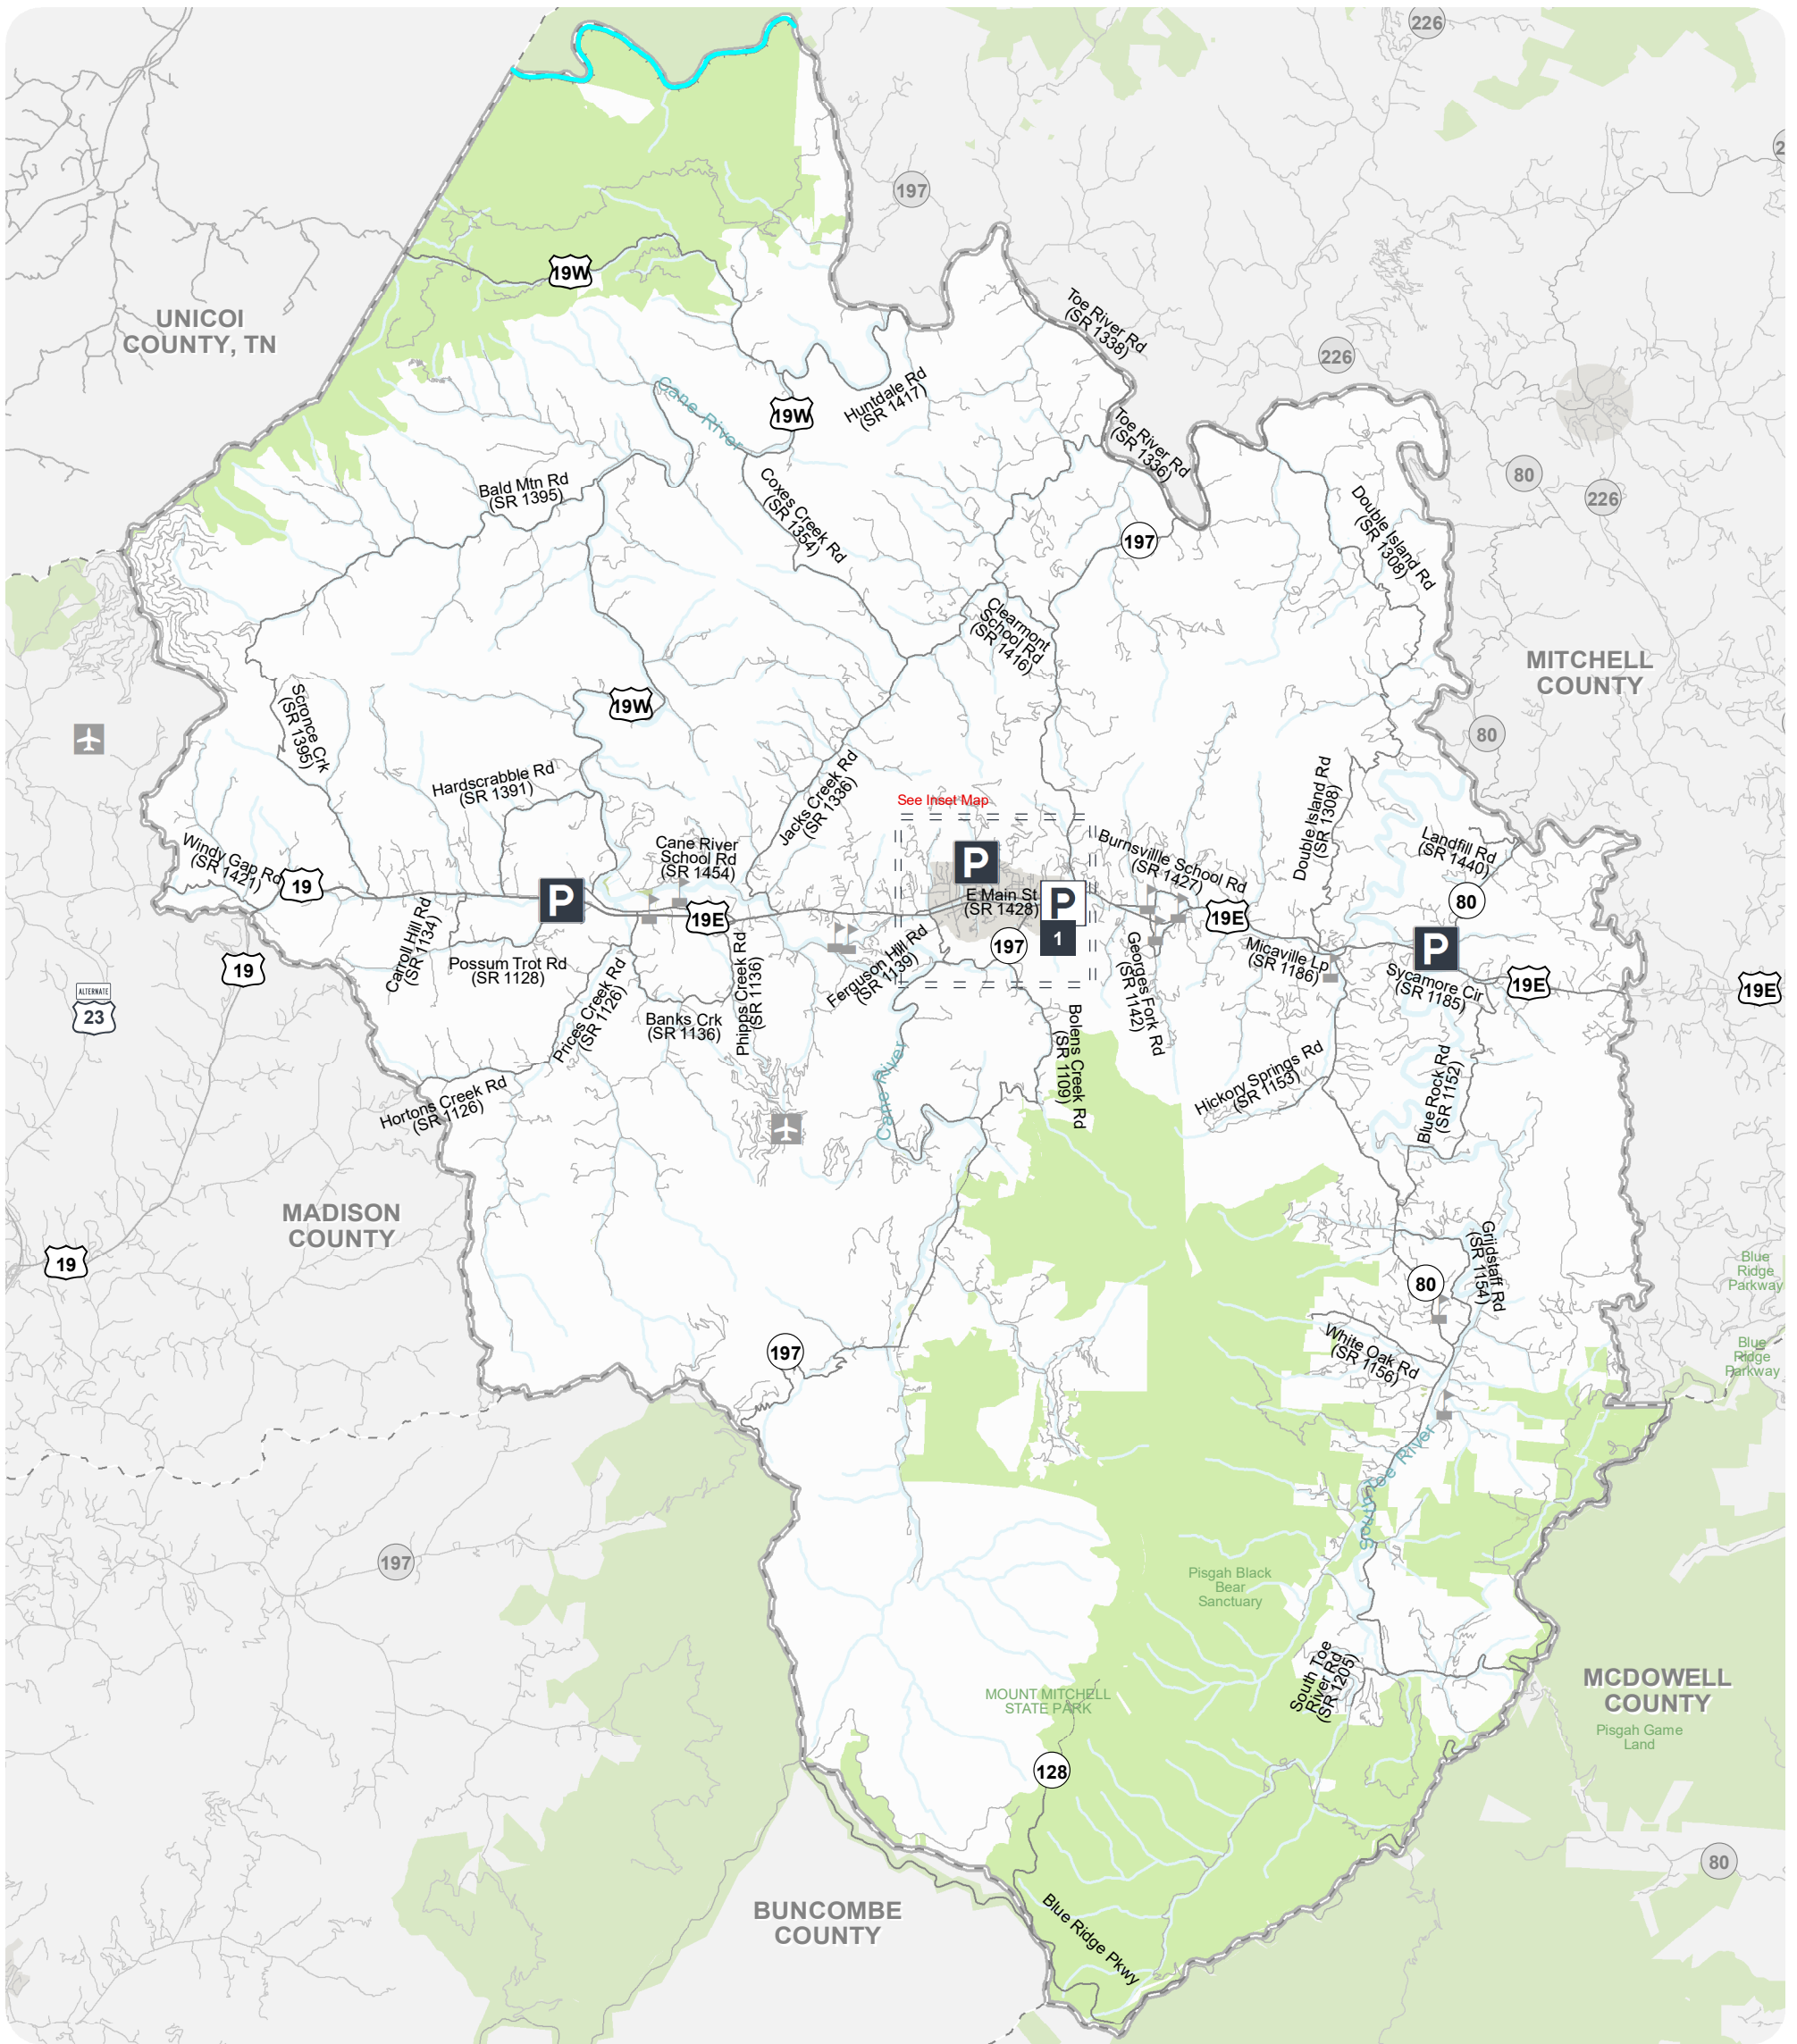 226
2
197
19W
UNICOI
COUNTY, TN
Toe River Rd
(SR 1338)
226
Cane River
19W
Huntdale Rd
(SR 1417)
Toe River Rd
(SR 1336)
80
226
Bald Mtn Rd
(SR 1395)
Coxes Creek Rd
(SR 1354)
Double Island Rd
(SR 1308)
197
Clearmont
School Rd
(SR 1416)
MITCHELL
COUNTY
Scronce Crk
(SR 1395)
19W
80
Hardscrabble Rd
(SR 1391)
Jacks Creek Rd
(SR 1336)
See Inset Map
Double Island Rd
(SR 1308)
Windy Gap Rd
(SR 1421)
19
Cane River
School Rd
(SR 1454)
P
Burnsville School Rd
(SR 1427)
Landfill Rd
(SR 1440)
80
P
19E
E Main St
(SR 1428)
P
1
19E
P
197
Carroll Hill Rd
(SR 1134)
Possum Trot Rd
(SR 1128)
19
Ferguson Hill Rd
(SR 1139)
Georges Fork Rd
(SR 1142)
Micaville Lp
(SR 1186)
Sycamore Cir
(SR 1185)
19E
19E
ALTERNATE
23
Prices Creek Rd
(SR 1126)
Banks Crk
(SR 1136)
Phipps Creek Rd
(SR 1136)
Cane River
Bolens Creek Rd
(SR 1109)
Hickory Springs Rd
(SR 1153)
Blue Rock Rd
(SR 1152)
Hortons Creek Rd
(SR 1126)
MADISON
COUNTY
19
Grijdstaff Rd
(SR 1154)
Blue
Ridge
Parkway
80
197
White Oak Rd
(SR 1156)
Blue
Ridge
Parkway
South Toe River
197
Pisgah Black
Bear
Sanctuary
South Toe
River Rd
(SR 1205)
MOUNT MITCHELL
STATE PARK
MCDOWELL
COUNTY
Pisgah Game
Land
128
80
BUNCOMBE
COUNTY
Blue Ridge Pkwy